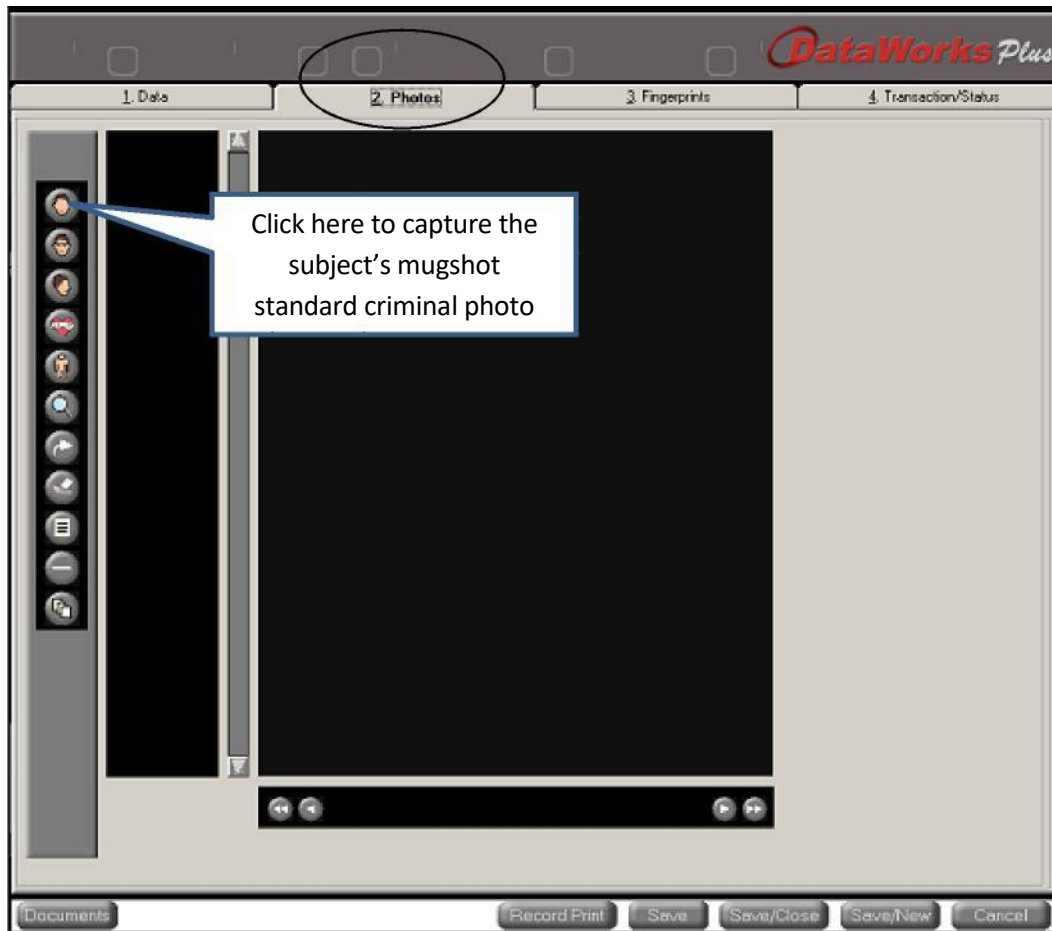 DataWorks Plus
1. Data
2. Photos
3. Fingerprints
4. Transaction/Status
Click here to capture the
subject’s mugshot
standard criminal photo
Documents
Record Print
Save
Save/Close
Save/New
Cancel